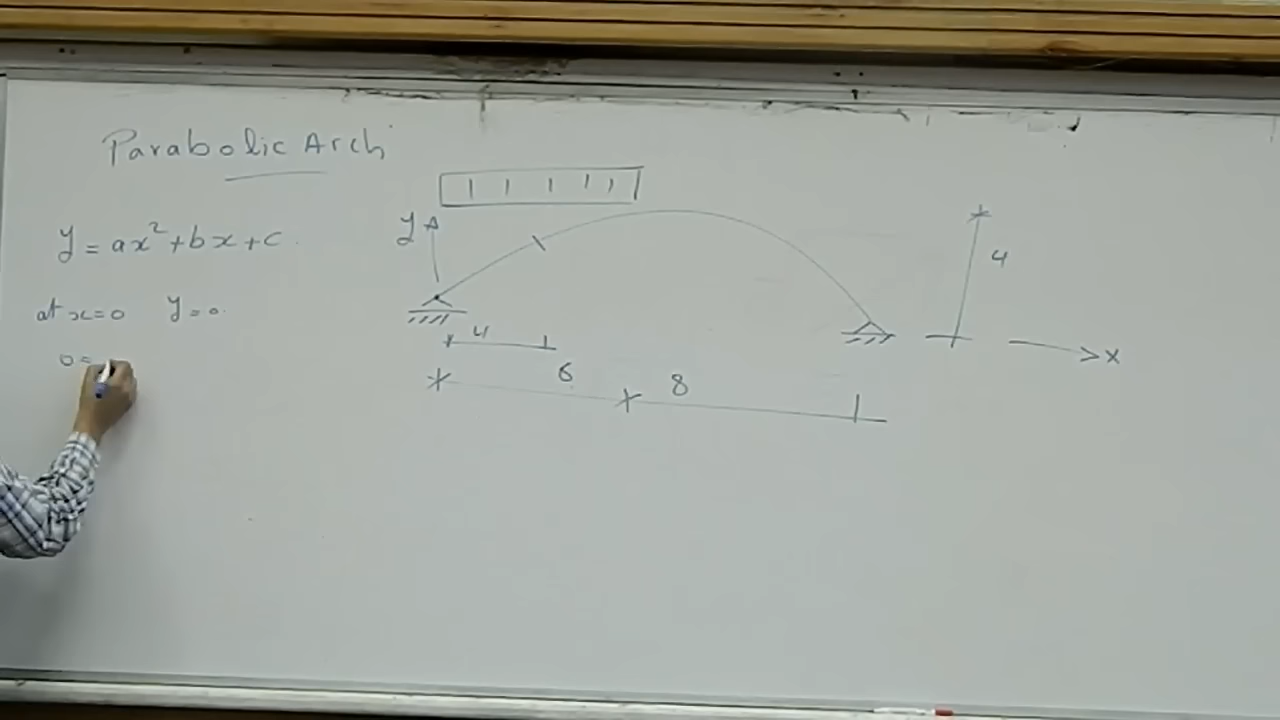 Parabolic Arch
y = ax²+bx+c
at x=0 y=0
0=
y
4
6
8
4
x